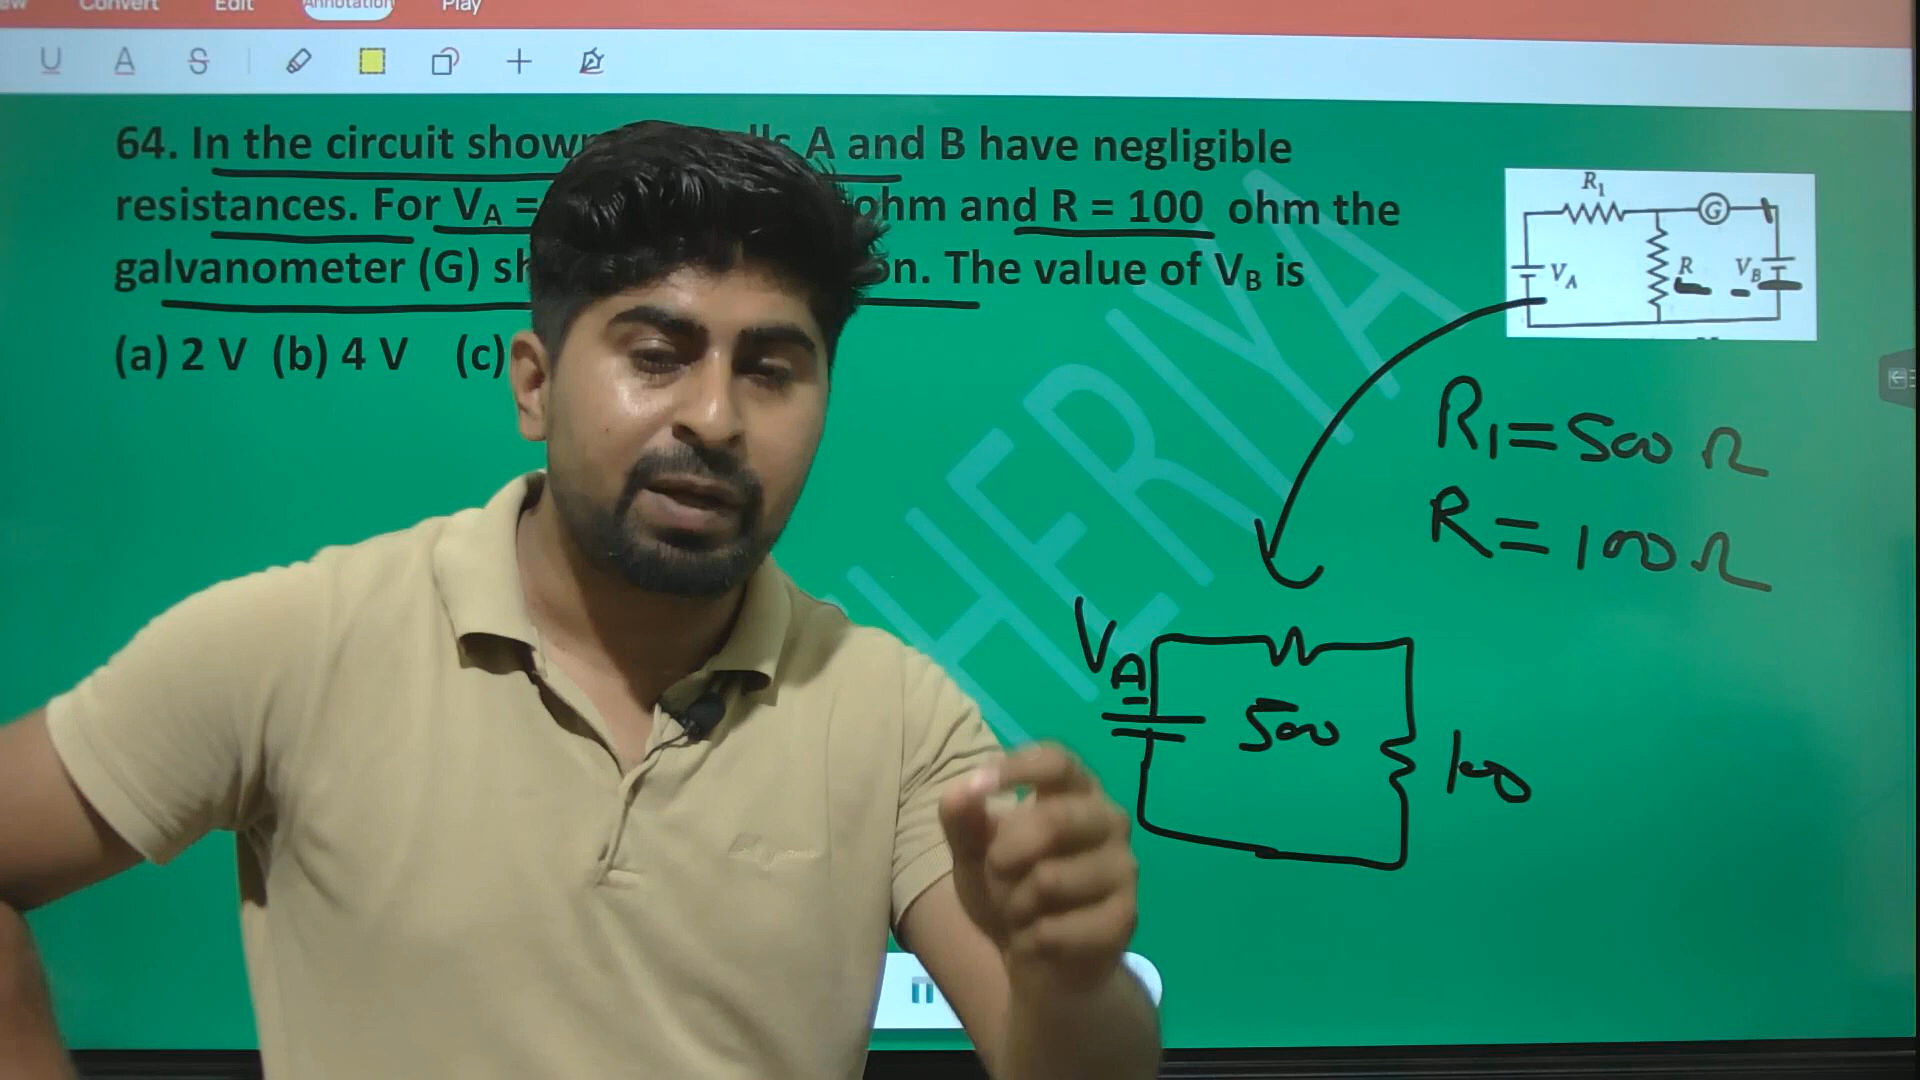 Convert Edit Annotation Play
U A S
64. In the circuit shown A and B have negligible
resistances. For VA = ohm and R = 100 ohm the
galvanometer (G) on. The value of VB is
(a) 2 V (b) 4 V (c)
R1
G
VA
R
VB
HERIYA
R1 = 500 Ω
R = 100 Ω
VA
500
100